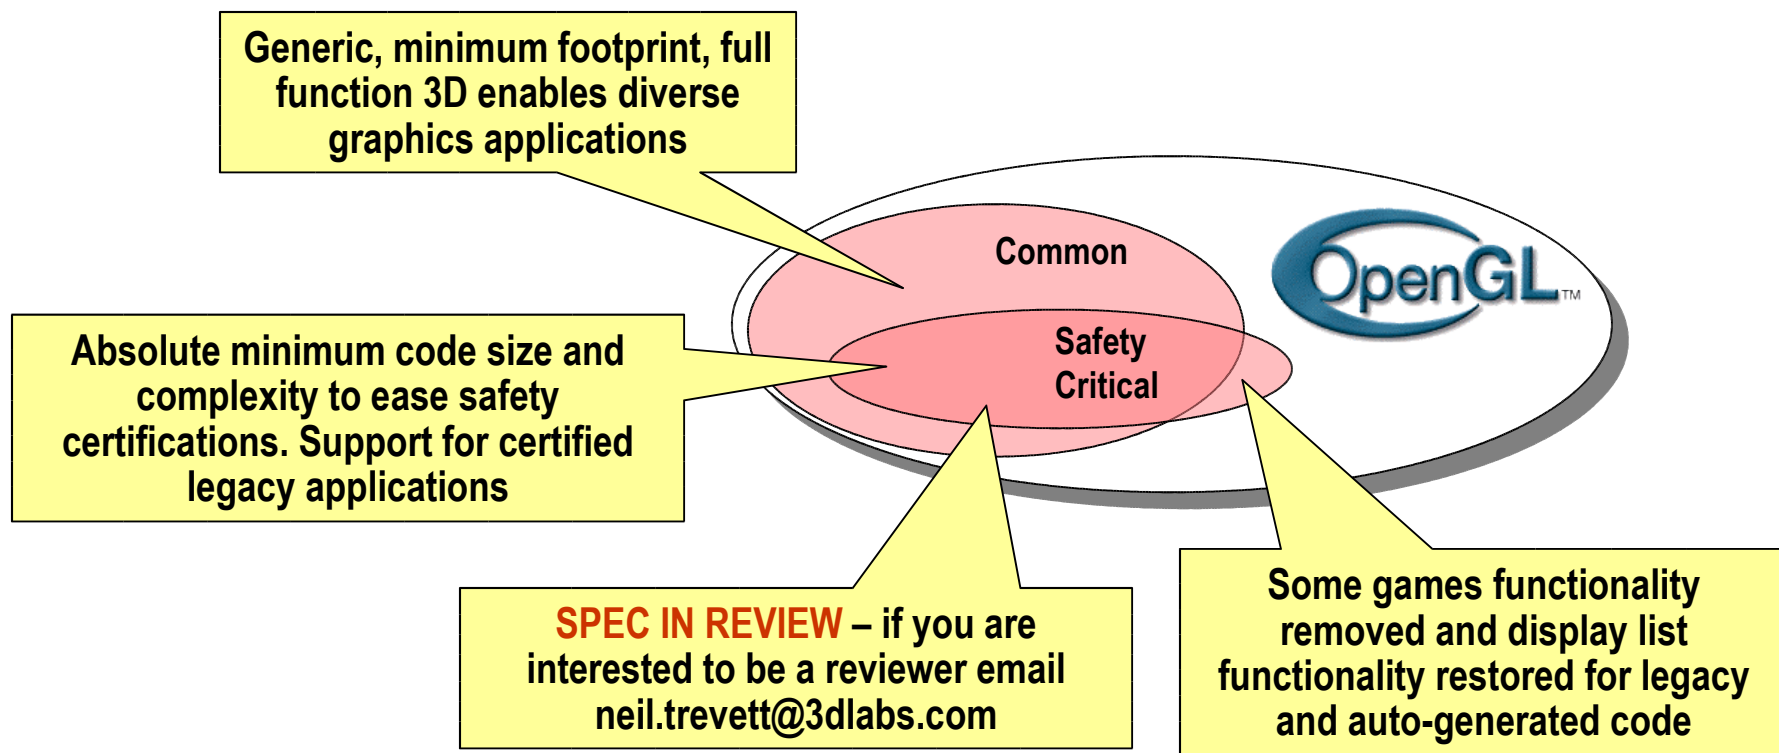 Generic, minimum footprint, full
function 3D enables diverse
graphics applications
Common
OpenGL™
Safety
Critical
Absolute minimum code size and
complexity to ease safety
certifications. Support for certified
legacy applications
SPEC IN REVIEW – if you are
interested to be a reviewer email
neil.trevett@3dlabs.com
Some games functionality
removed and display list
functionality restored for legacy
and auto-generated code